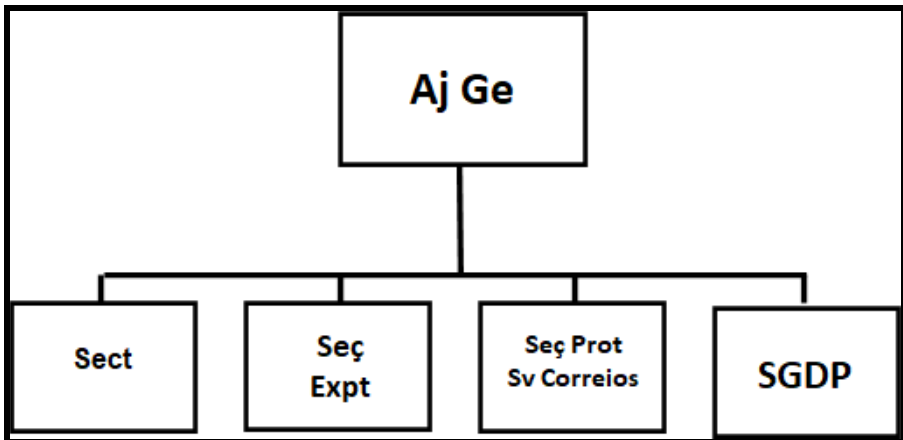 Aj Ge
Sect
Seç
Expt
Seç Prot
Sv Correios
SGDP